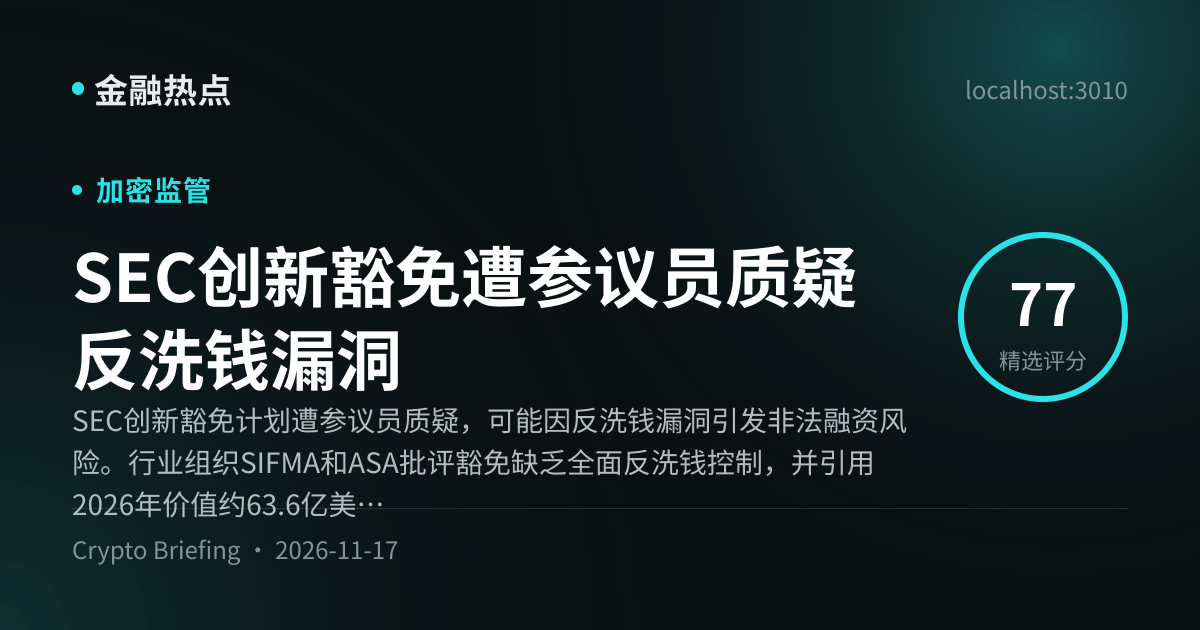 金融热点
localhost:3010
加密监管
SEC创新豁免遭参议员质疑
反洗钱漏洞
77
精选评分
SEC创新豁免计划遭参议员质疑，可能因反洗钱漏洞引发非法融资风
险。行业组织SIFMA和ASA批评豁免缺乏全面反洗钱控制，并引用
2026年价值约63.6亿美…
Crypto Briefing · 2026-11-17